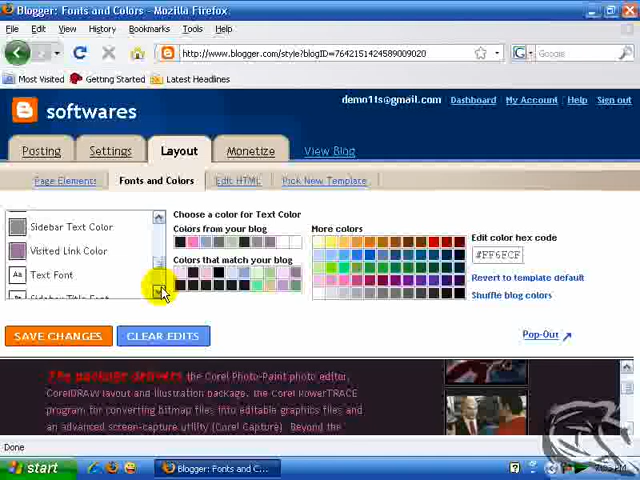 Blogger: Fonts and Colors - Mozilla Firefox
File Edit View History Bookmarks Tools Help
http://www.blogger.com/style?blogID=7642151424589009020
Google
Most Visited Getting Started Latest Headlines
softwares
demo1ts@gmail.com Dashboard My Account Help Sign out
Posting Settings Layout Monetize View Blog
Page Elements Fonts and Colors Edit HTML Pick New Template
Sidebar Text Color
Visited Link Color
Aa Text Font
Sidebar Title Font
Choose a color for Text Color
Colors from your blog
Colors that match your blog
More colors
Edit color hex code
#FF6FCF
Revert to template default
Shuffle blog colors
SAVE CHANGES CLEAR EDITS Pop-Out
The package delivers the Corel Photo-Paint photo editor,
CorelDRAW layout and illustration package, the Corel PowerTRACE
program for converting bitmap files into editable graphics files and
an advanced screen-capture utility (Corel Capture). Beyond the
Done
start
Blogger: Fonts and C...